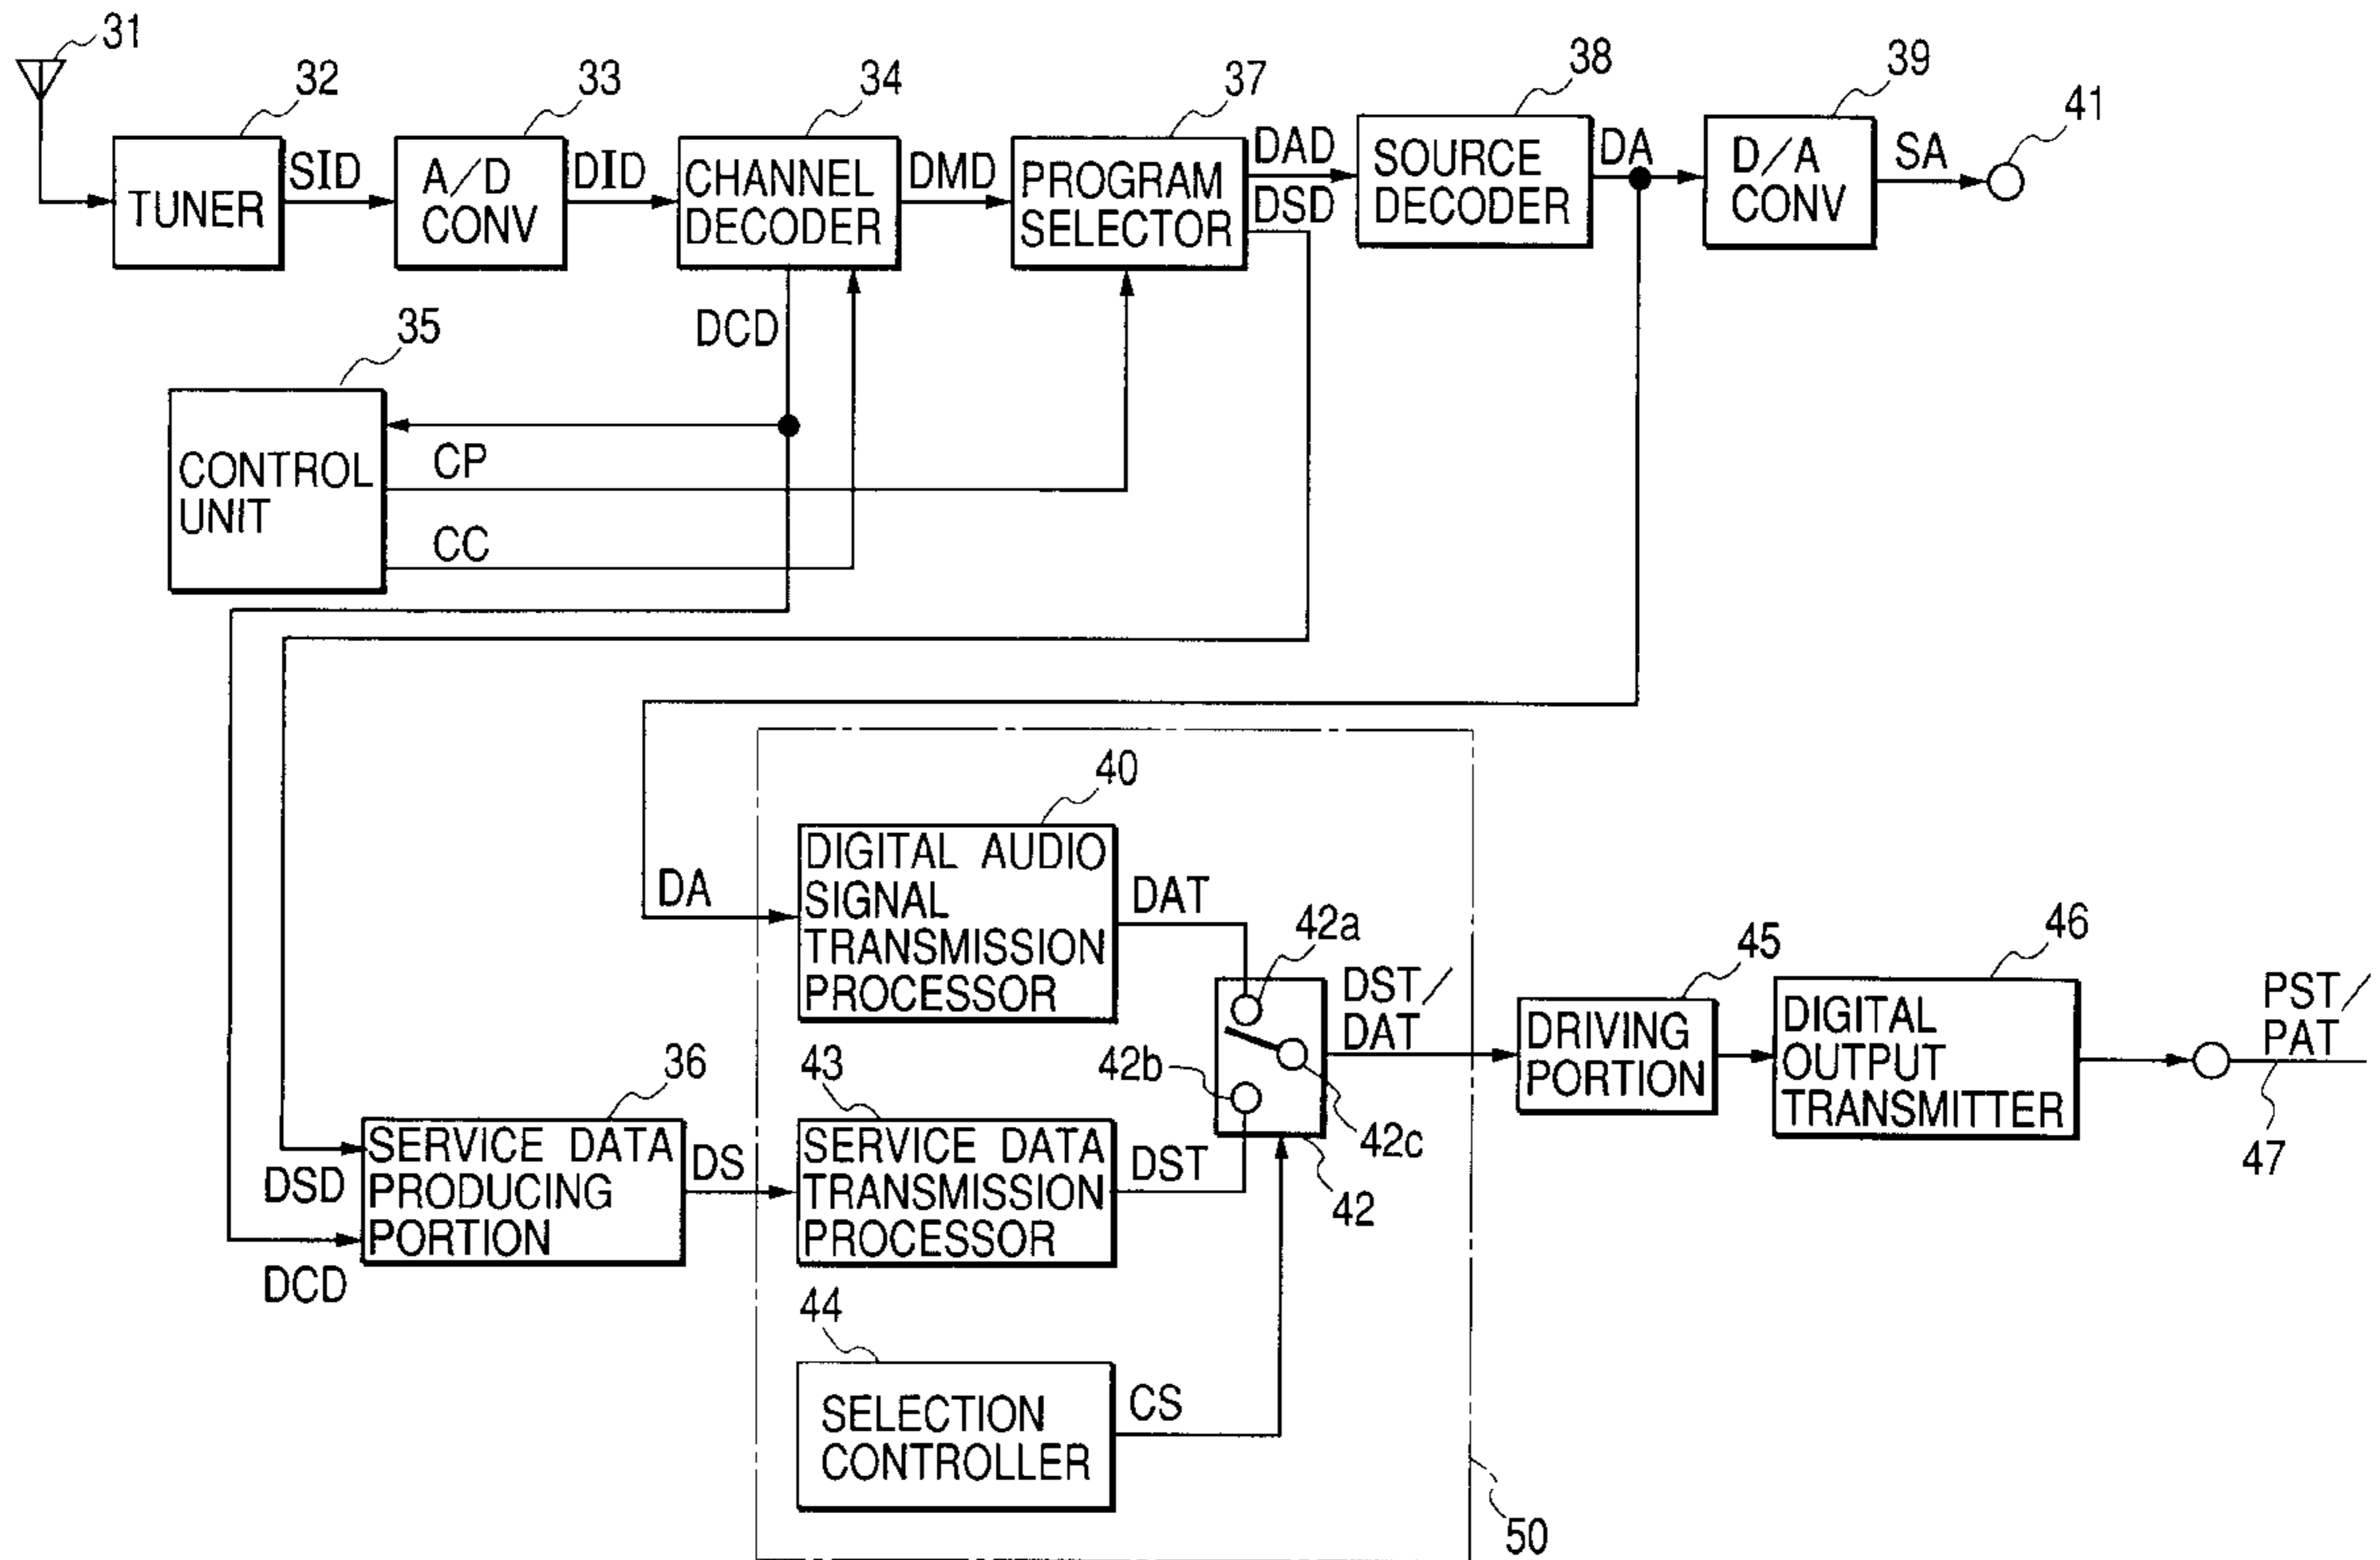 31
32
33
34
37
38
39
41
TUNER
SID
A/D
CONV
DID
CHANNEL
DECODER
DMD
PROGRAM
SELECTOR
DAD
DSD
SOURCE
DECODER
DA
D/A
CONV
SA
35
DCD
CONTROL
UNIT
CP
CC
40
DA
DIGITAL AUDIO
SIGNAL
TRANSMISSION
PROCESSOR
DAT
42a
42b
42c
42
DST/
DAT
45
DRIVING
PORTION
46
DIGITAL
OUTPUT
TRANSMITTER
PST/
PAT
47
36
DSD
DCD
SERVICE DATA
PRODUCING
PORTION
DS
43
SERVICE DATA
TRANSMISSION
PROCESSOR
DST
44
SELECTION
CONTROLLER
CS
50